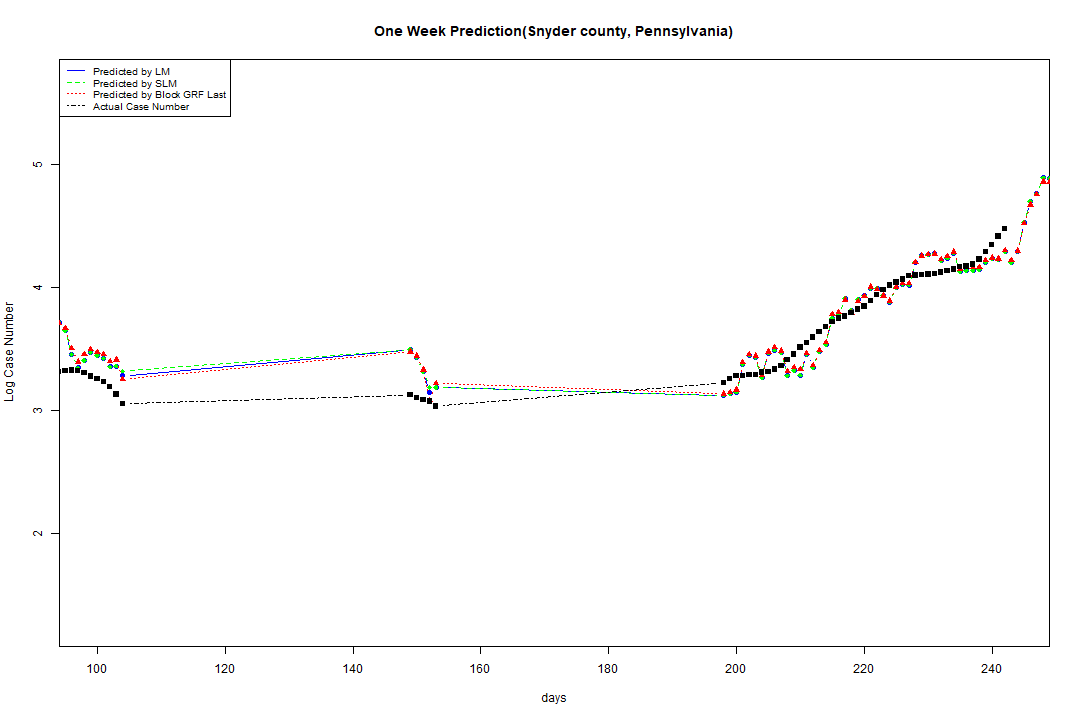 One Week Prediction(Snyder county, Pennsylvania)
Predicted by LM
Predicted by SLM
Predicted by Block GRF Last
Actual Case Number
Log Case Number
5
4
3
2
100 120 140 160 180 200 220 240
days